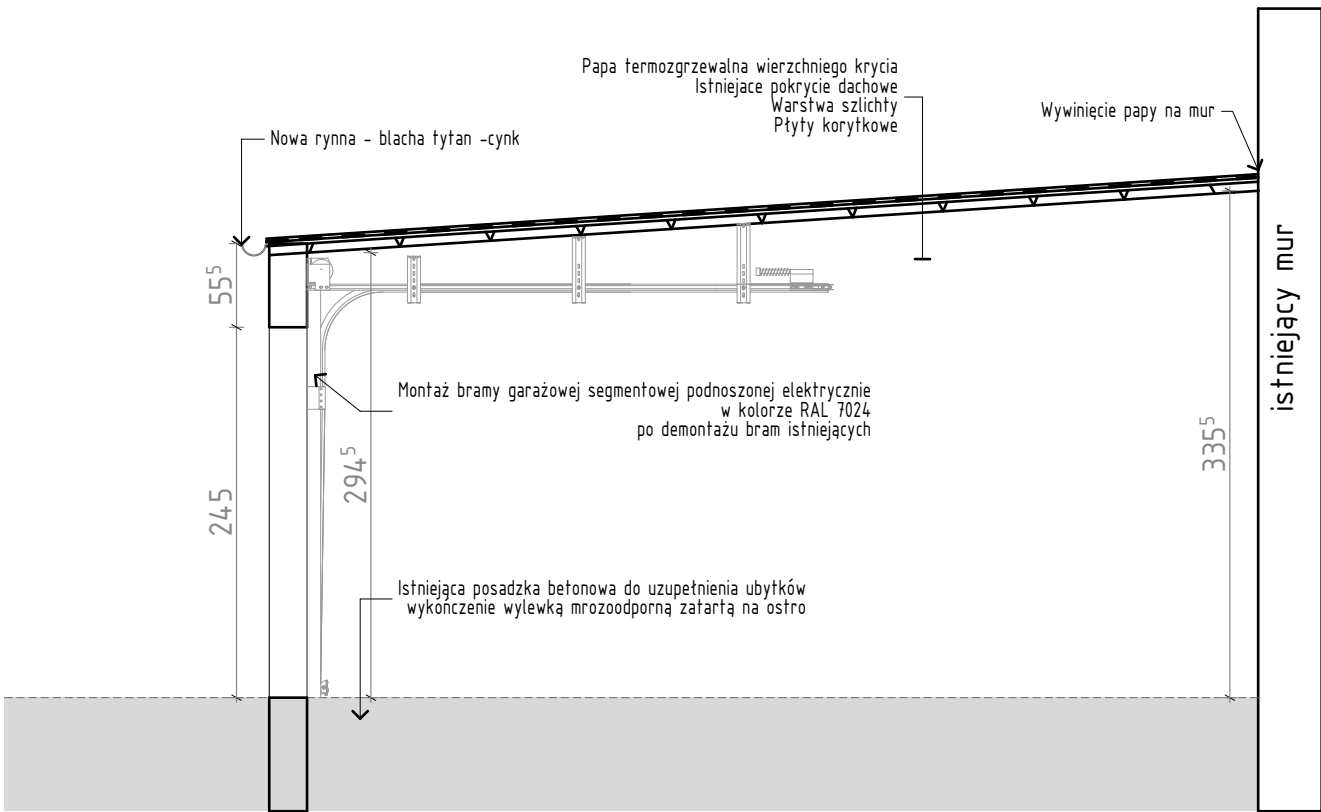 Papa termozgrzewalna wierzchniego krycia
Istniejace pokrycie dachowe
Warstwa szlichty
Płyty korytkowe
Wywinięcie papy na mur
Nowa rynna - blacha tytan -cynk
55⁵
istniejący mur
Montaż bramy garażowej segmentowej podnoszonej elektrycznie
w kolorze RAL 7024
po demontażu bram istniejących
294⁵
335⁵
245
Istniejąca posadzka betonowa do uzupełnienia ubytków
wykończenie wylewką mrozoodporną zatartą na ostro